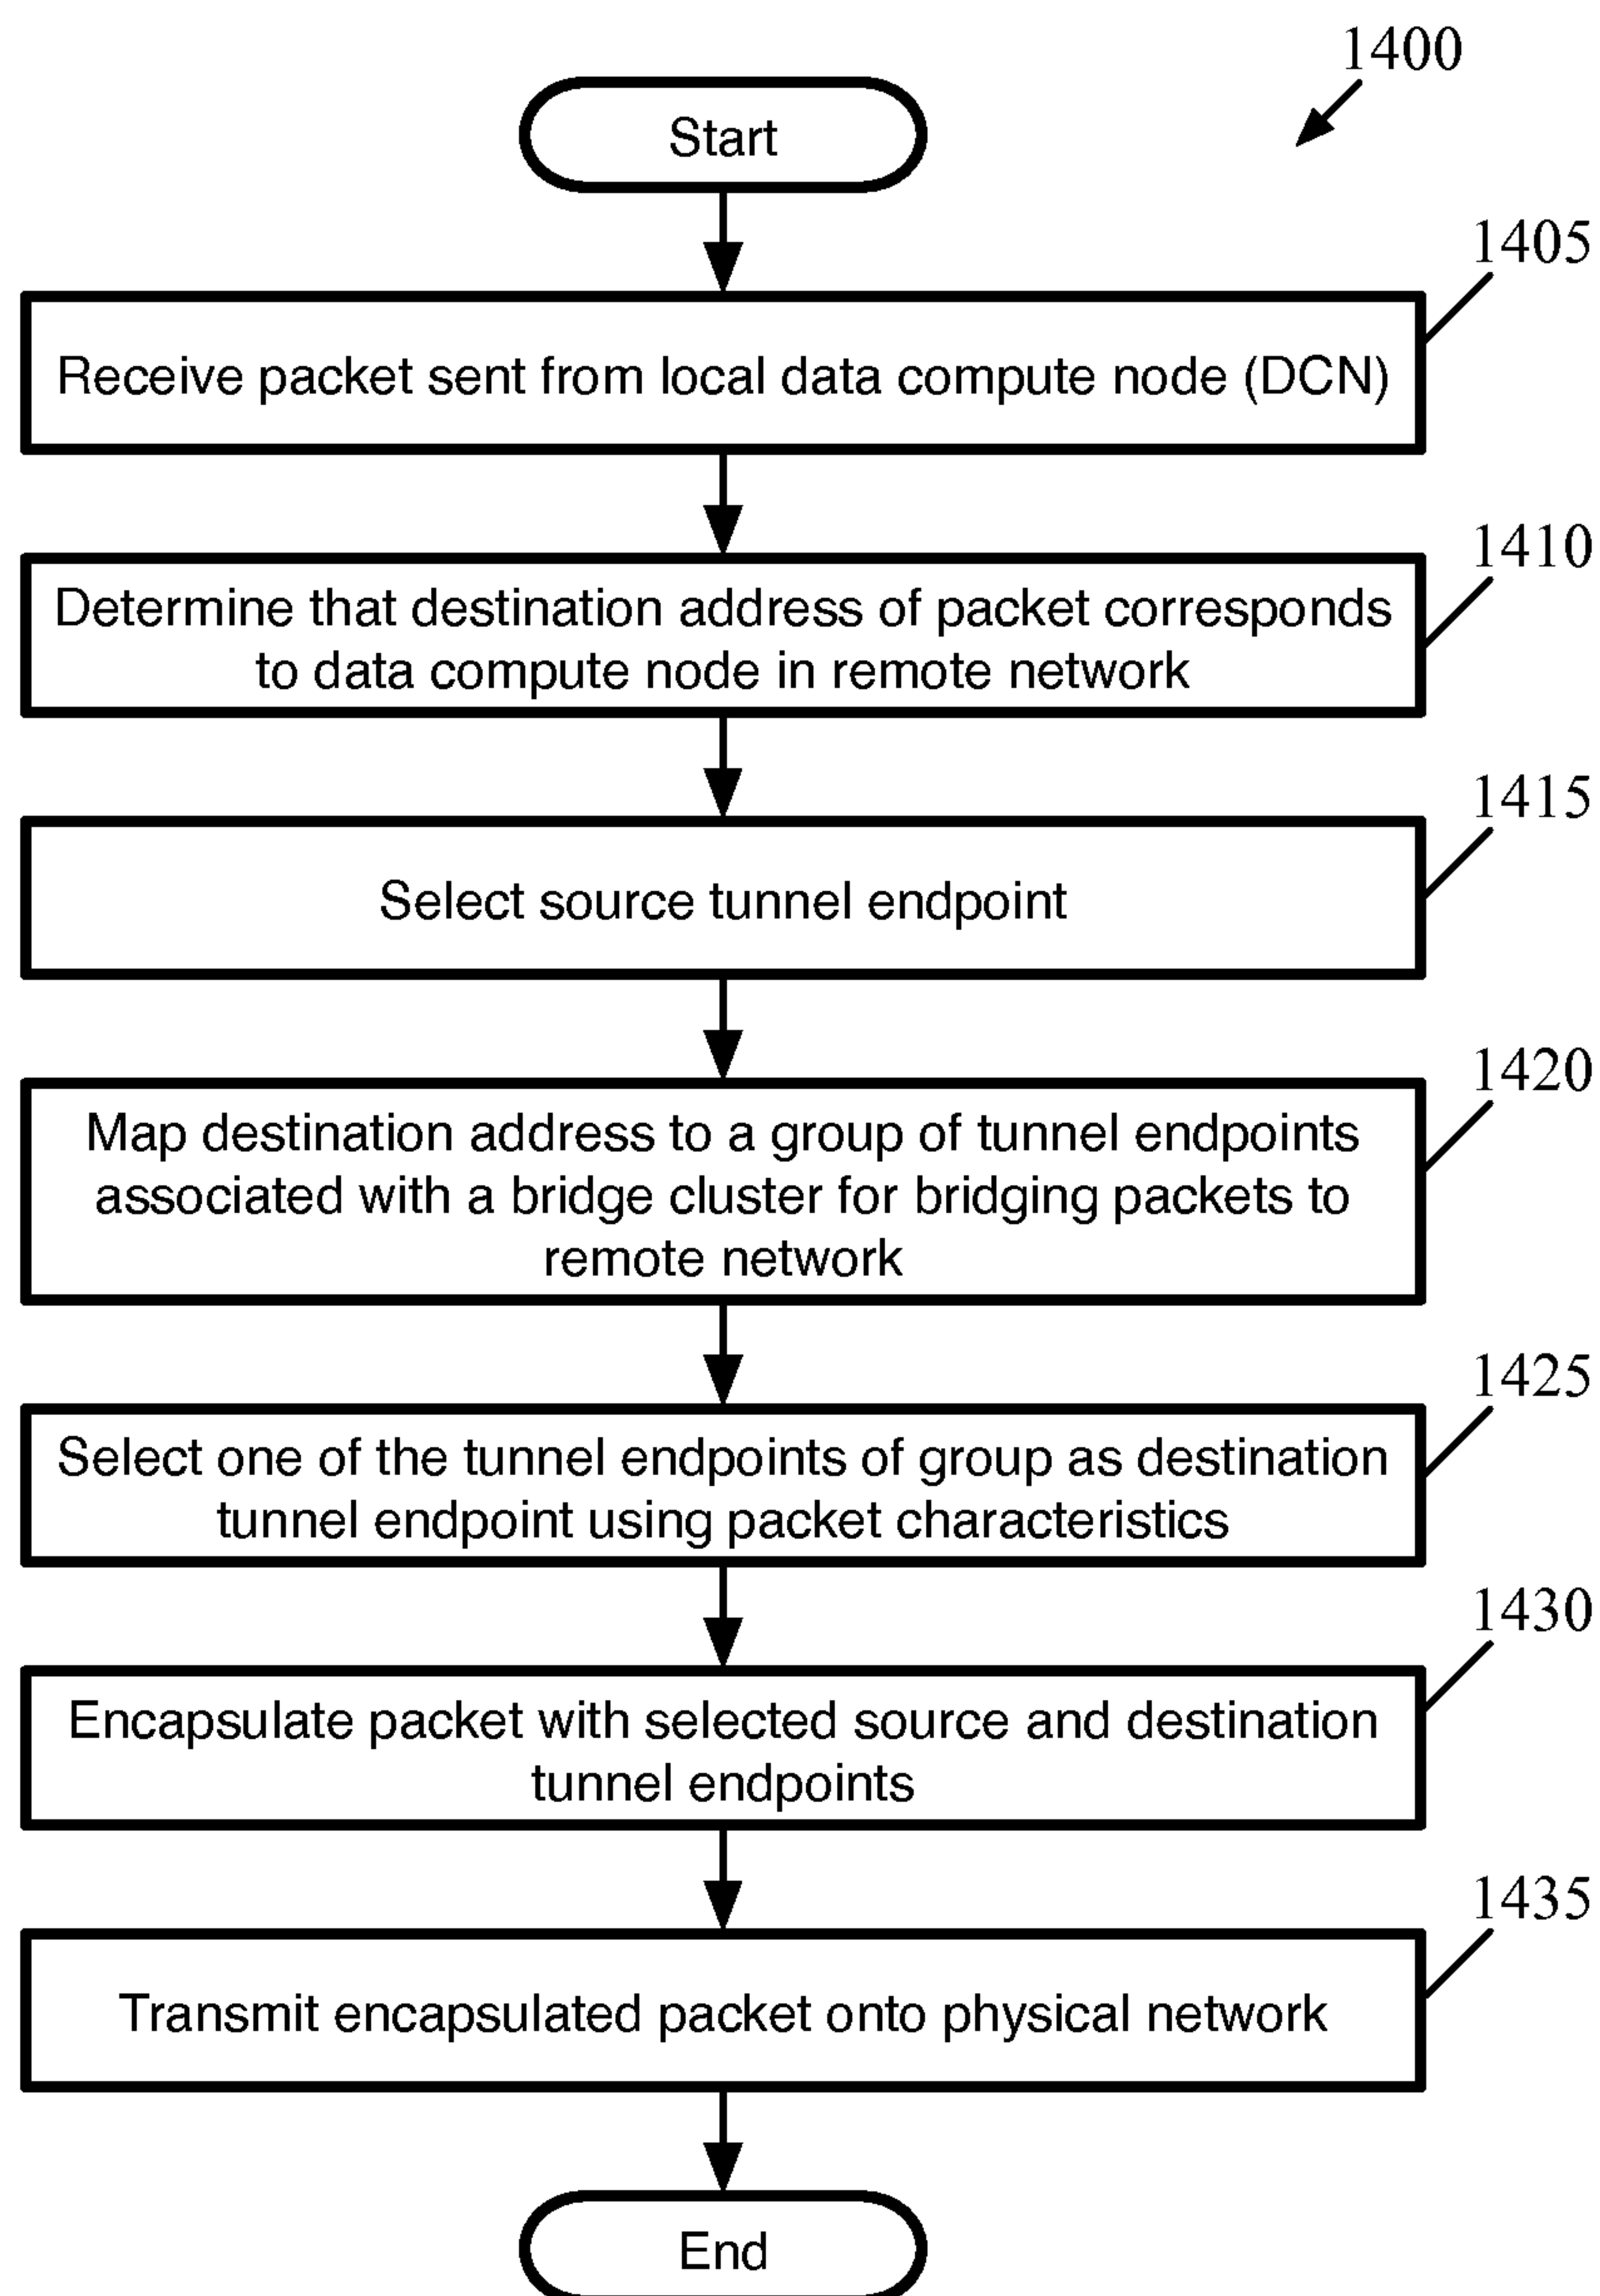 1400
Start
1405
Receive packet sent from local data compute node (DCN)
1410
Determine that destination address of packet corresponds
to data compute node in remote network
1415
Select source tunnel endpoint
1420
Map destination address to a group of tunnel endpoints
associated with a bridge cluster for bridging packets to
remote network
1425
Select one of the tunnel endpoints of group as destination
tunnel endpoint using packet characteristics
1430
Encapsulate packet with selected source and destination
tunnel endpoints
1435
Transmit encapsulated packet onto physical network
End